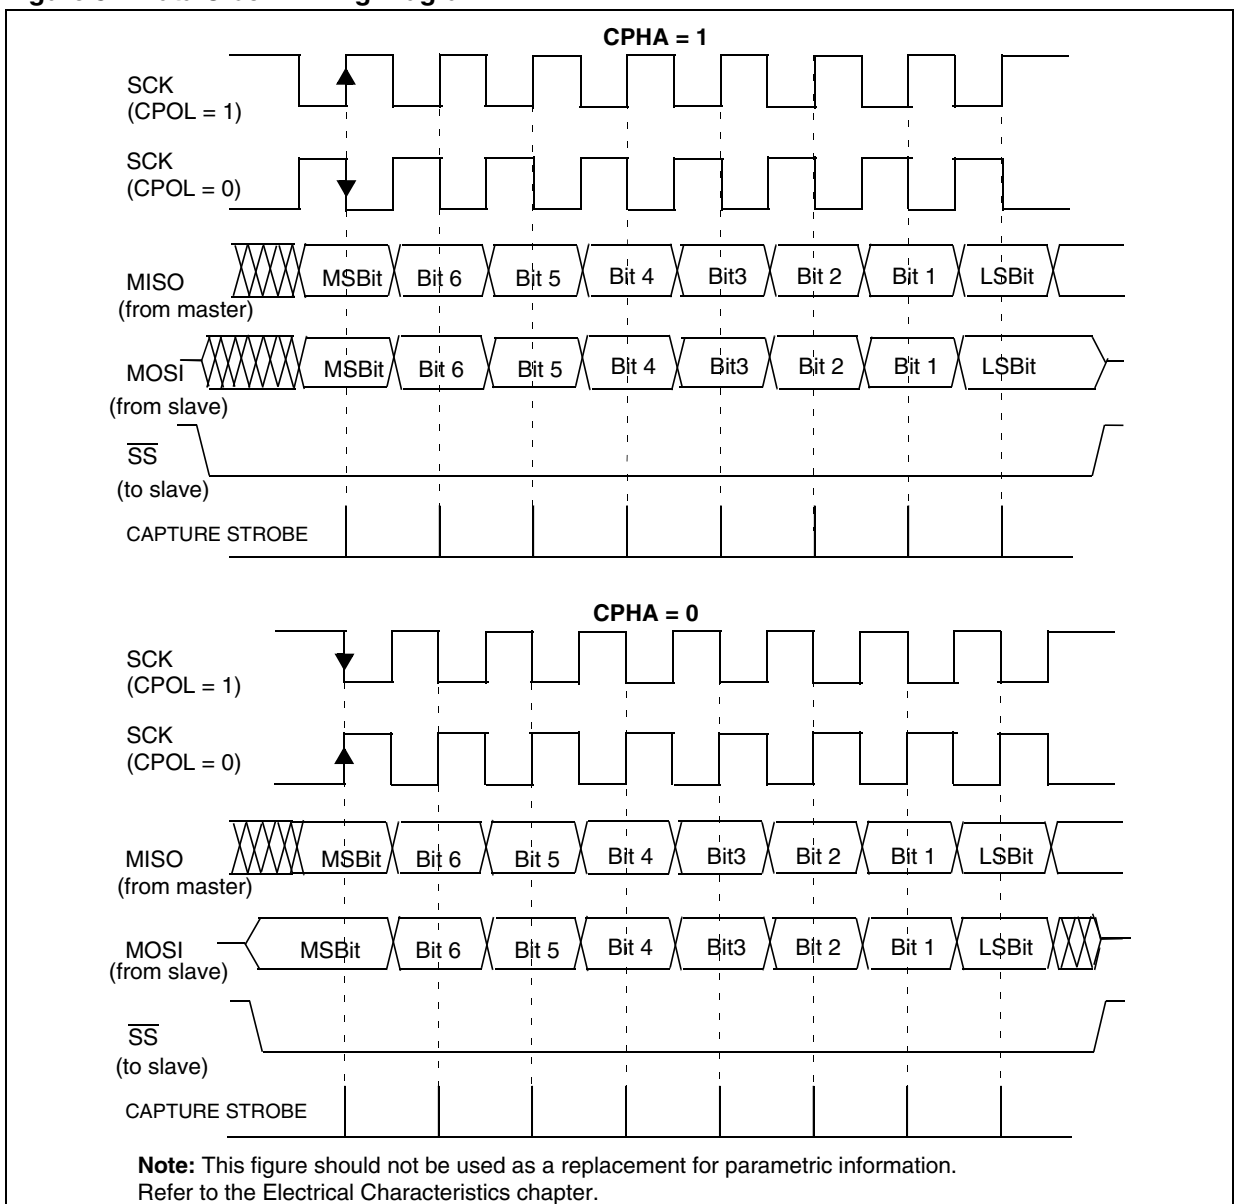 CPHA = 1
SCK
(CPOL = 1)
SCK
(CPOL = 0)
MISO
(from master)
MSBit Bit 6 Bit 5 Bit 4 Bit3 Bit 2 Bit 1 LSBit
MOSI
(from slave)
MSBit Bit 6 Bit 5 Bit 4 Bit3 Bit 2 Bit 1 LSBit
SS
(to slave)
CAPTURE STROBE
CPHA = 0
SCK
(CPOL = 1)
SCK
(CPOL = 0)
MISO
(from master)
MSBit Bit 6 Bit 5 Bit 4 Bit3 Bit 2 Bit 1 LSBit
MOSI
(from slave)
MSBit Bit 6 Bit 5 Bit 4 Bit3 Bit 2 Bit 1 LSBit
SS
(to slave)
CAPTURE STROBE
Note: This figure should not be used as a replacement for parametric information.
Refer to the Electrical Characteristics chapter.